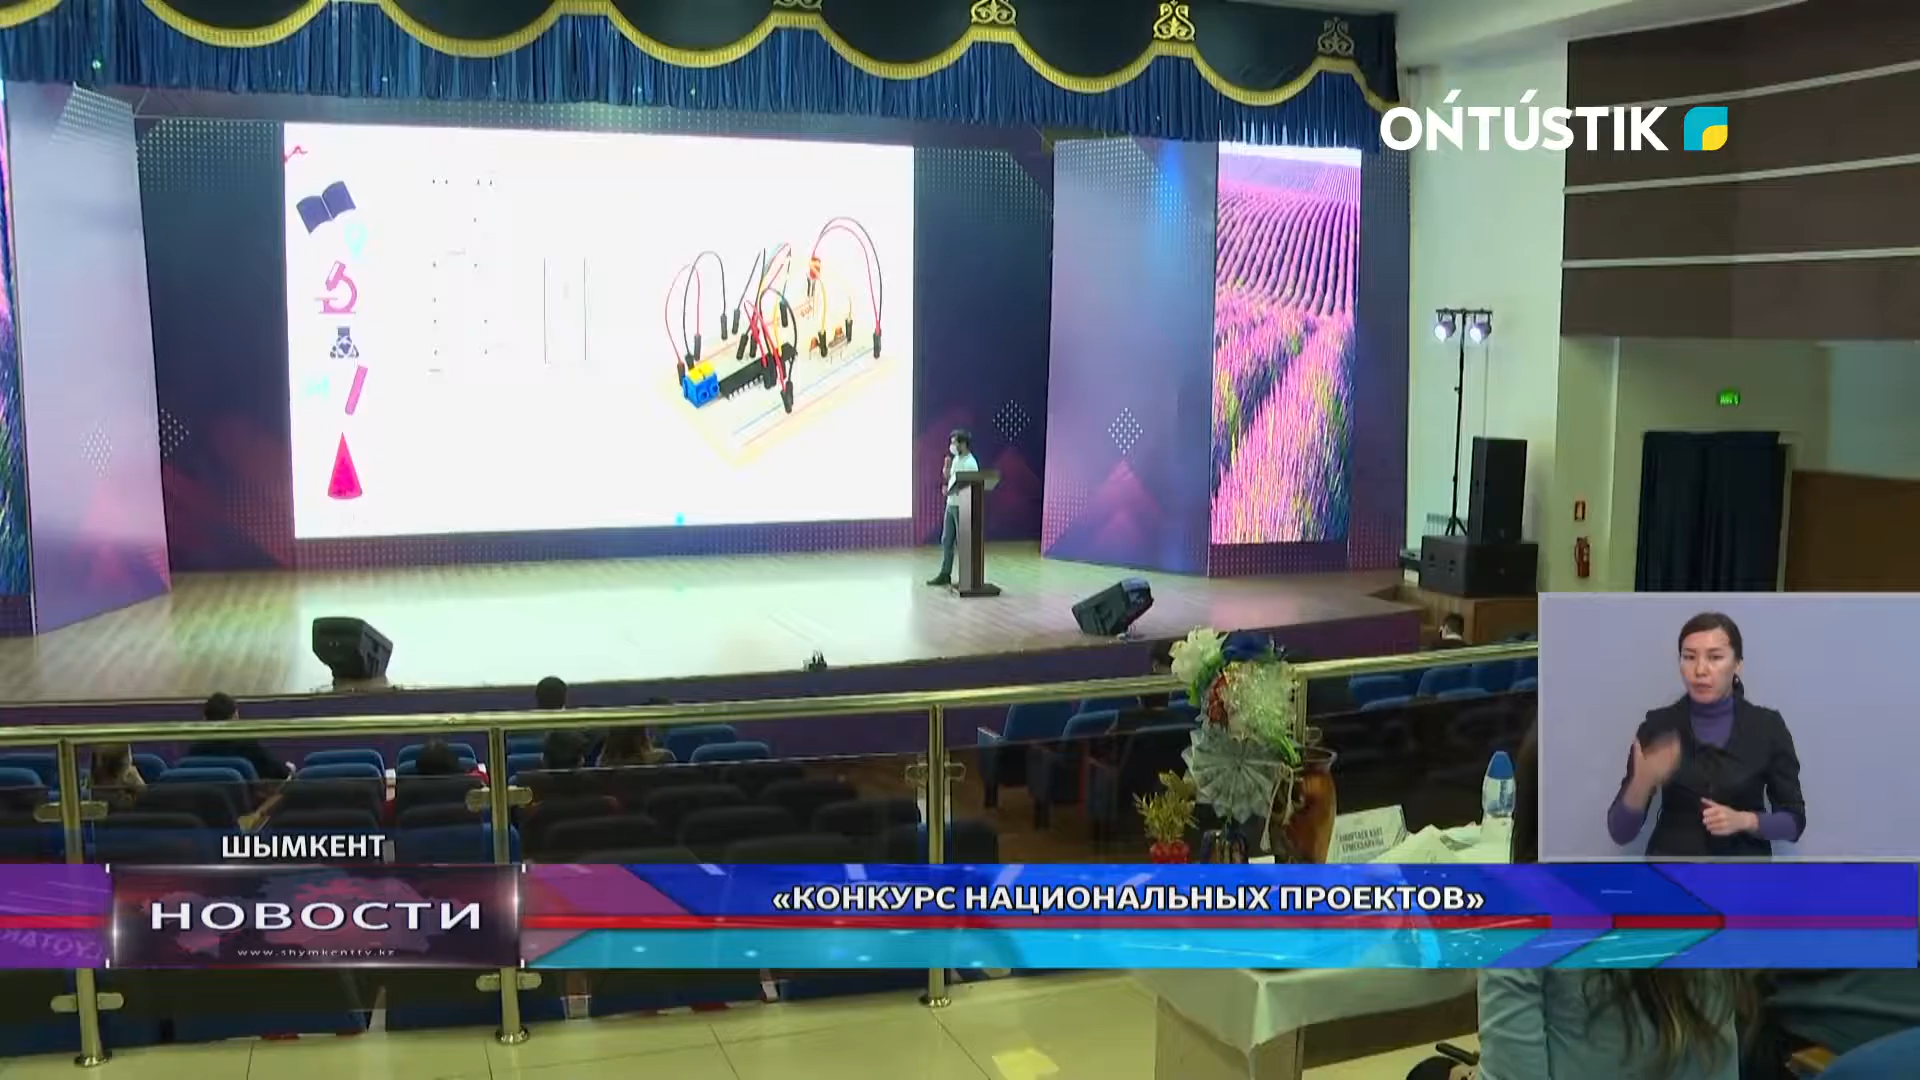 OŃTÚSTIK
ШЫМКЕНТ
НОВОСТИ
www.shymkenttv.kz
«КОНКУРС НАЦИОНАЛЬНЫХ ПРОЕКТОВ»